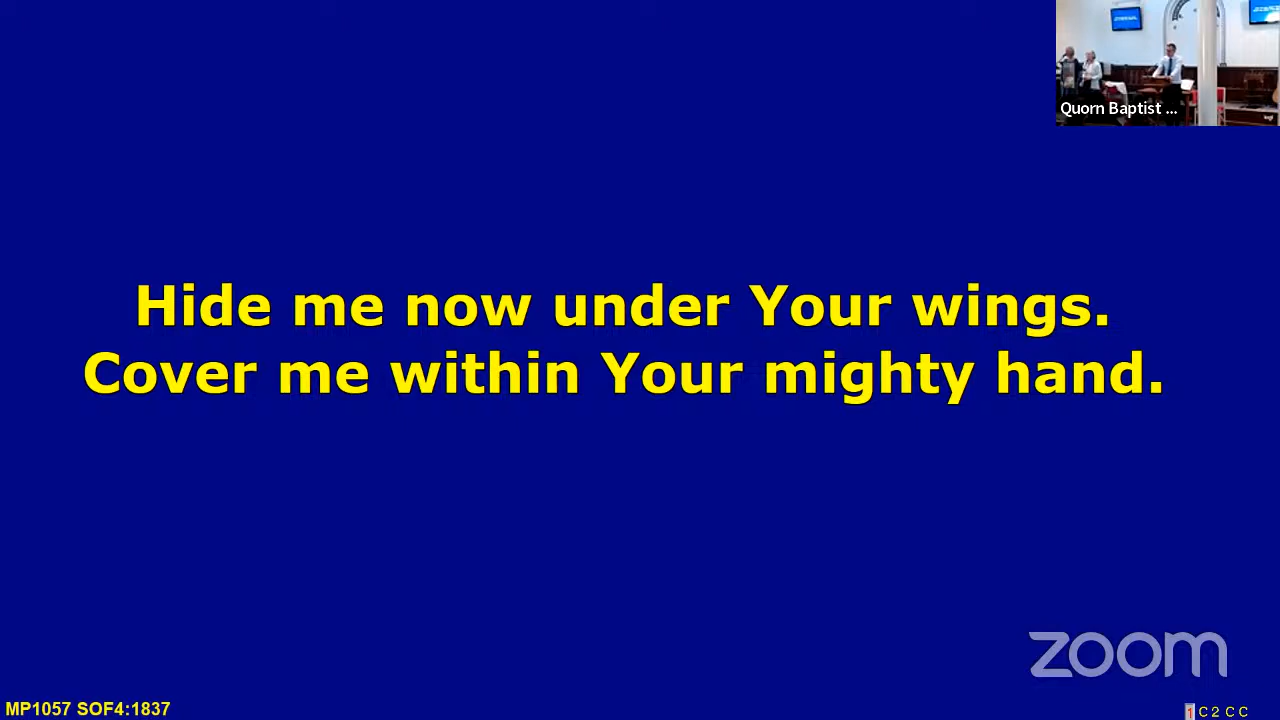 Quorn Baptist ...
Hide me now under Your wings.
Cover me within Your mighty hand.
zoom
MP1057 SOF4:1837
1 C 2 C C